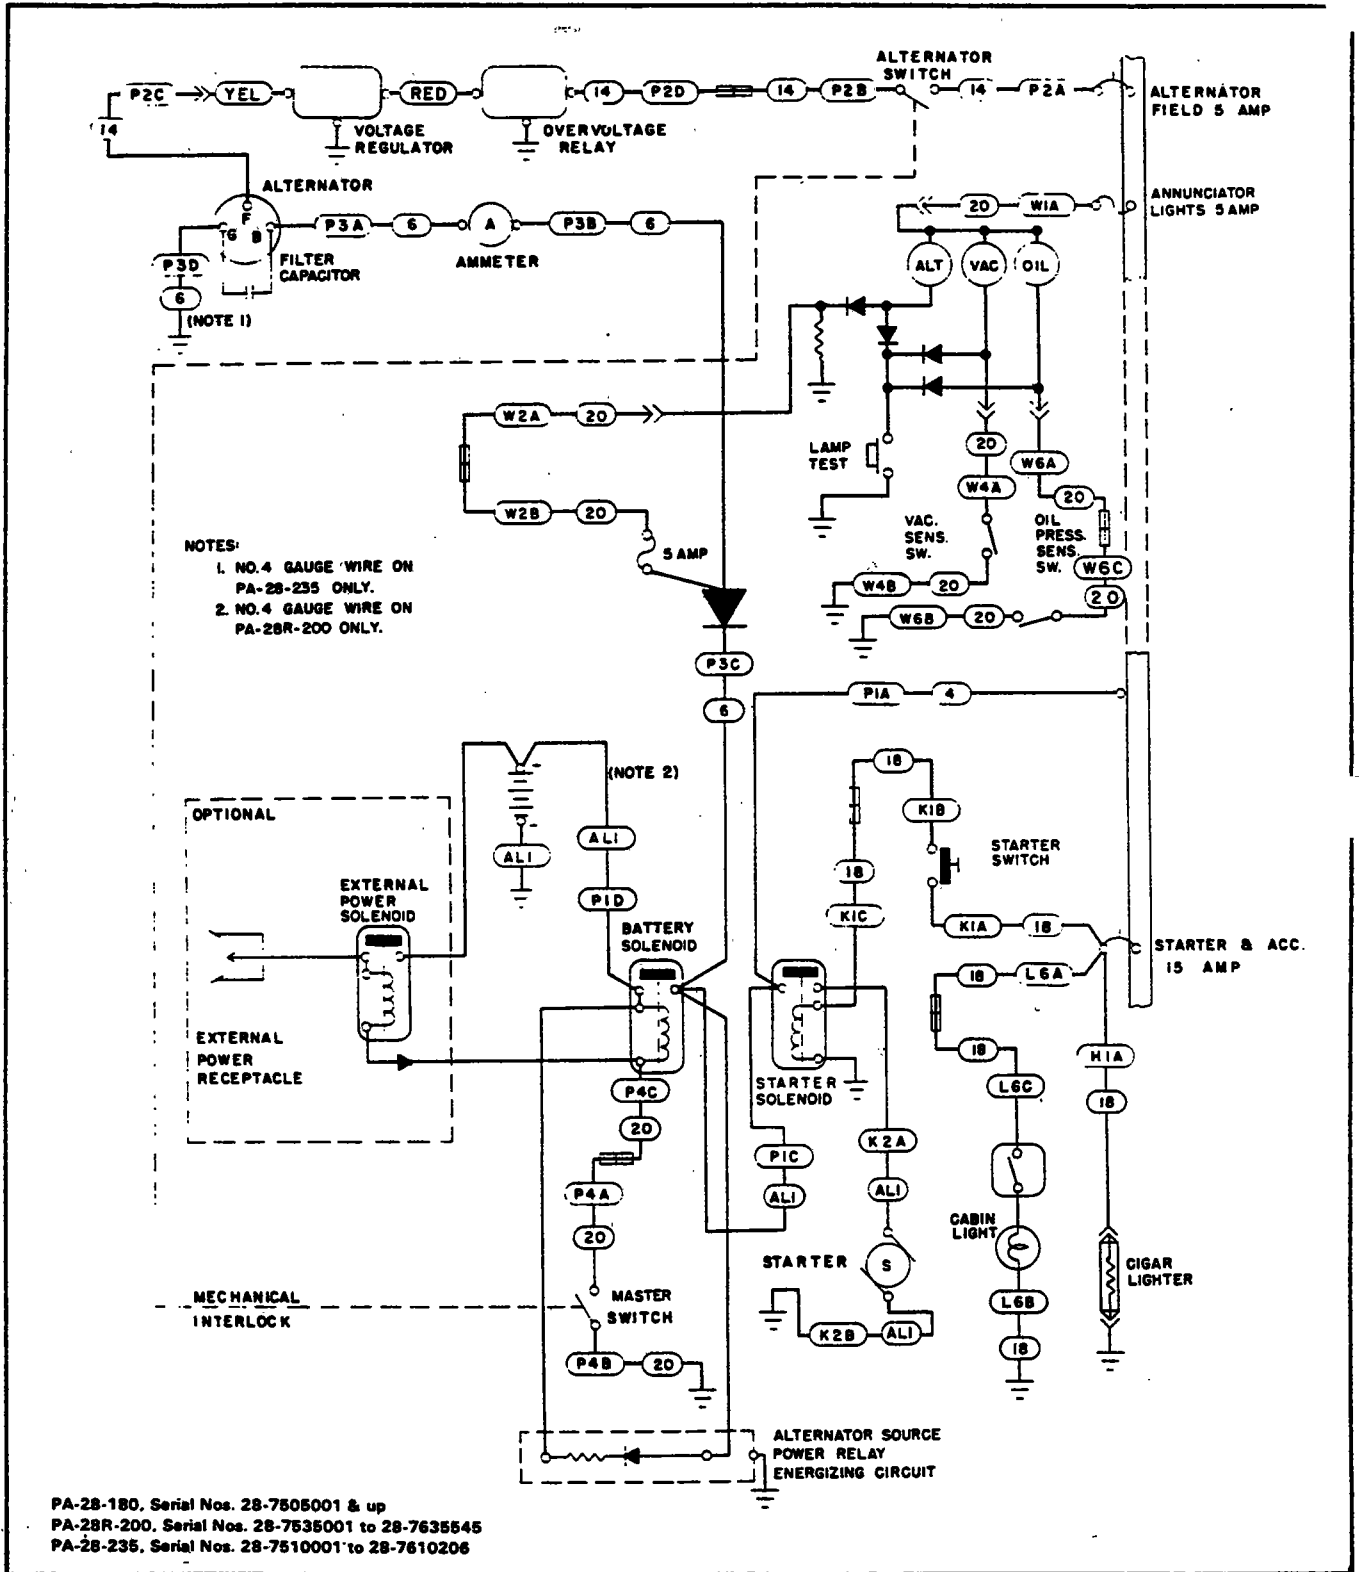 ALTERNATOR
SWITCH
P2C
YEL
RED
14
P2D
14
P2B
14
P2A
ALTERNATOR
FIELD 5 AMP
14
VOLTAGE
REGULATOR
OVERVOLTAGE
RELAY
ALTERNATOR
F
G
B
P3A
6
A
P3B
6
AMMETER
P3D
6
(NOTE 1)
FILTER
CAPACITOR
20
W1A
ANNUNCIATOR
LIGHTS 5 AMP
ALT
VAC
OIL
W2A
20
W2B
20
5 AMP
LAMP
TEST
20
W4A
W6A
20
VAC.
SENS.
SW.
OIL
PRESS.
SENS.
SW.
W6C
20
W4B
20
W6B
20
NOTES:
1. NO.4 GAUGE WIRE ON
PA-28-235 ONLY.
2. NO.4 GAUGE WIRE ON
PA-28R-200 ONLY.
P3C
6
P1A
4
(NOTE 2)
18
K1B
STARTER
SWITCH
18
K1C
K1A
18
STARTER & ACC.
15 AMP
OPTIONAL
AL1
AL1
P1D
EXTERNAL
POWER
SOLENOID
BATTERY
SOLENOID
18
L6A
EXTERNAL
POWER
RECEPTACLE
18
L6C
H1A
18
P4C
20
STARTER
SOLENOID
P4A
20
P1C
AL1
K2A
AL1
CABIN
LIGHT
STARTER
S
CIGAR
LIGHTER
MECHANICAL
INTERLOCK
MASTER
SWITCH
K2B
AL1
L6B
18
P4B
20
ALTERNATOR SOURCE
POWER RELAY
ENERGIZING CIRCUIT
PA-28-180, Serial Nos. 28-7505001 & up
PA-28R-200, Serial Nos. 28-7535001 to 28-7635545
PA-28-235, Serial Nos. 28-7510001 to 28-7610206